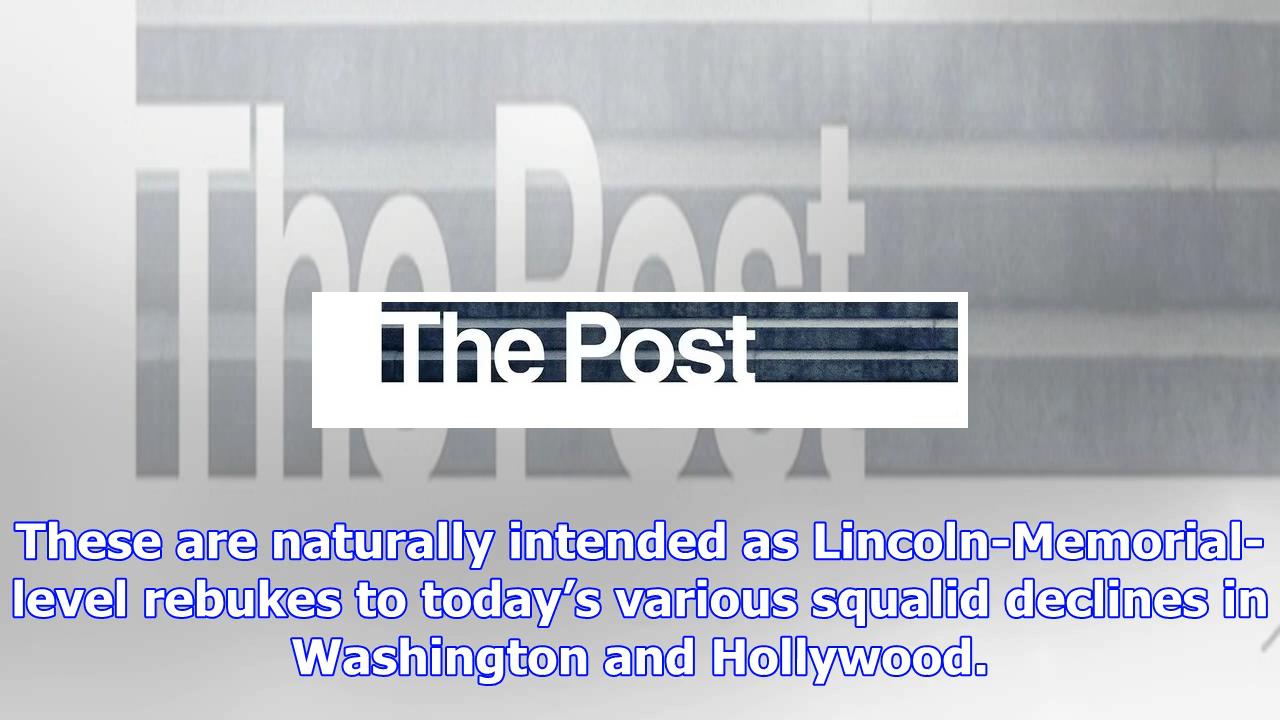 The Post
The Post
These are naturally intended as Lincoln-Memorial-
level rebukes to today’s various squalid declines in
Washington and Hollywood.